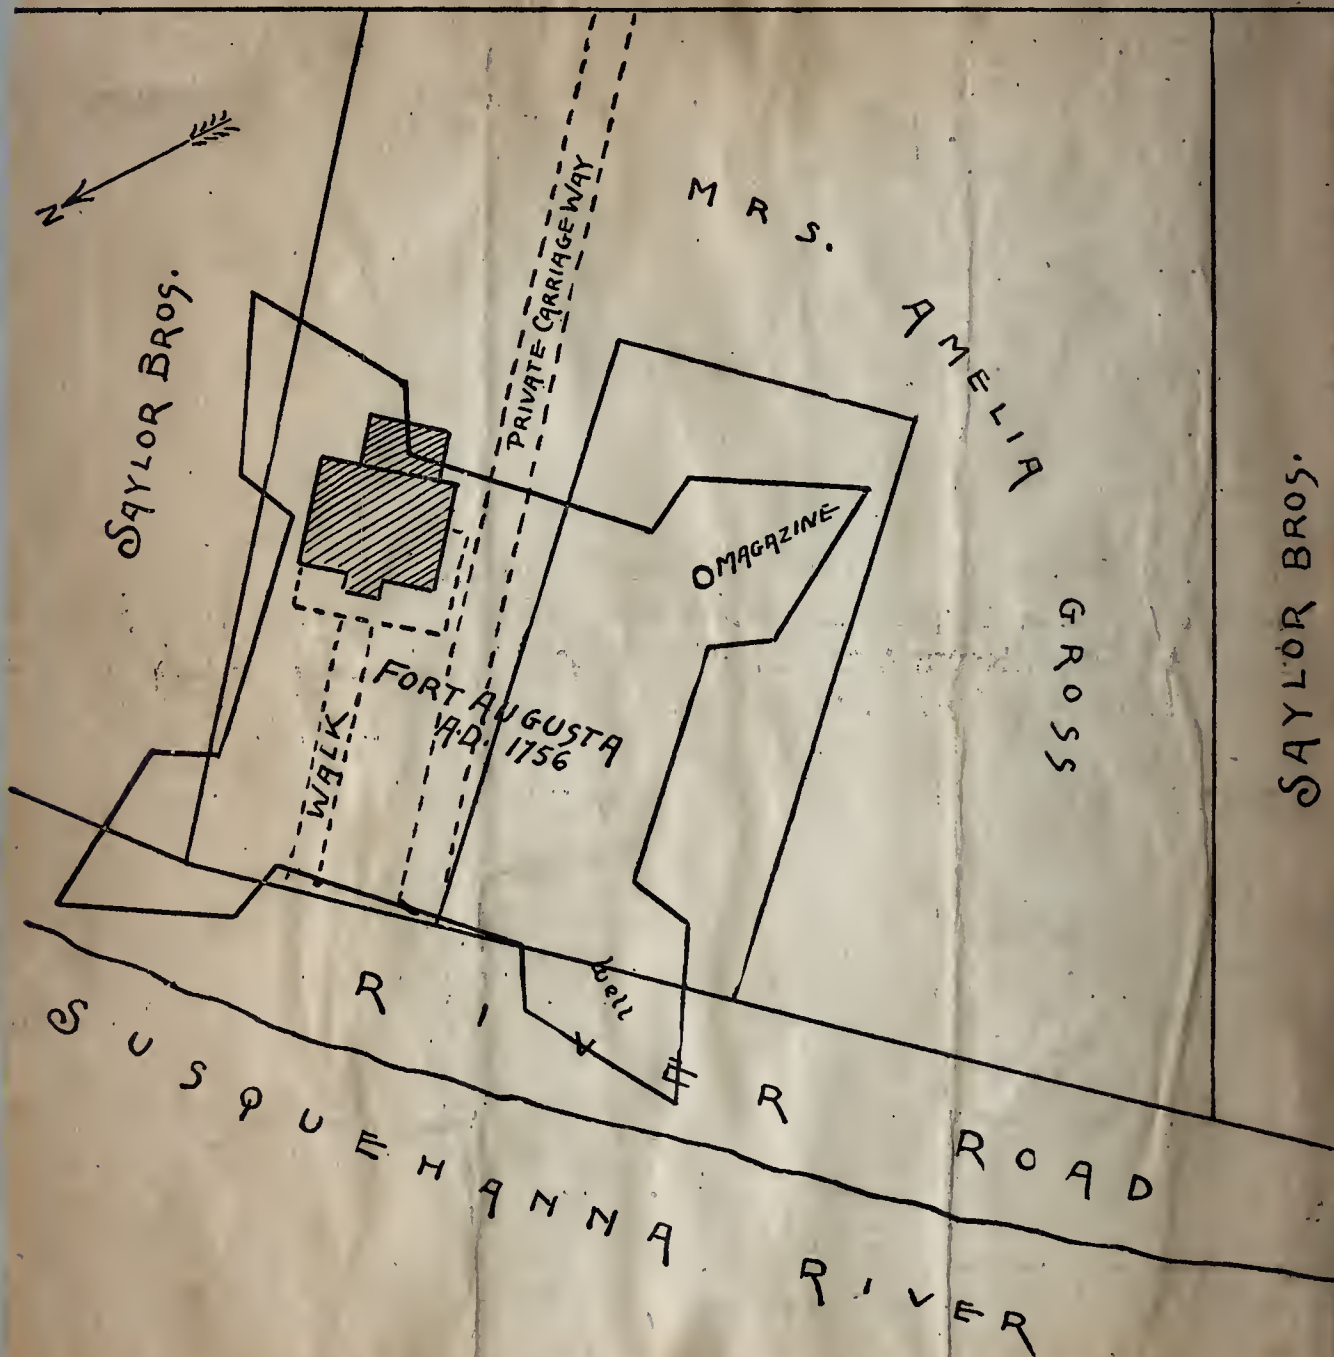 N
SAYLOR BROS.
PRIVATE CARRIAGE WAY
MRS.
AMELIA
GROSS
SAYLOR BROS.
MAGAZINE
FORT AUGUSTA
A.D. 1756
WALK
Well
RIVER ROAD
SUSQUEHANNA RIVER